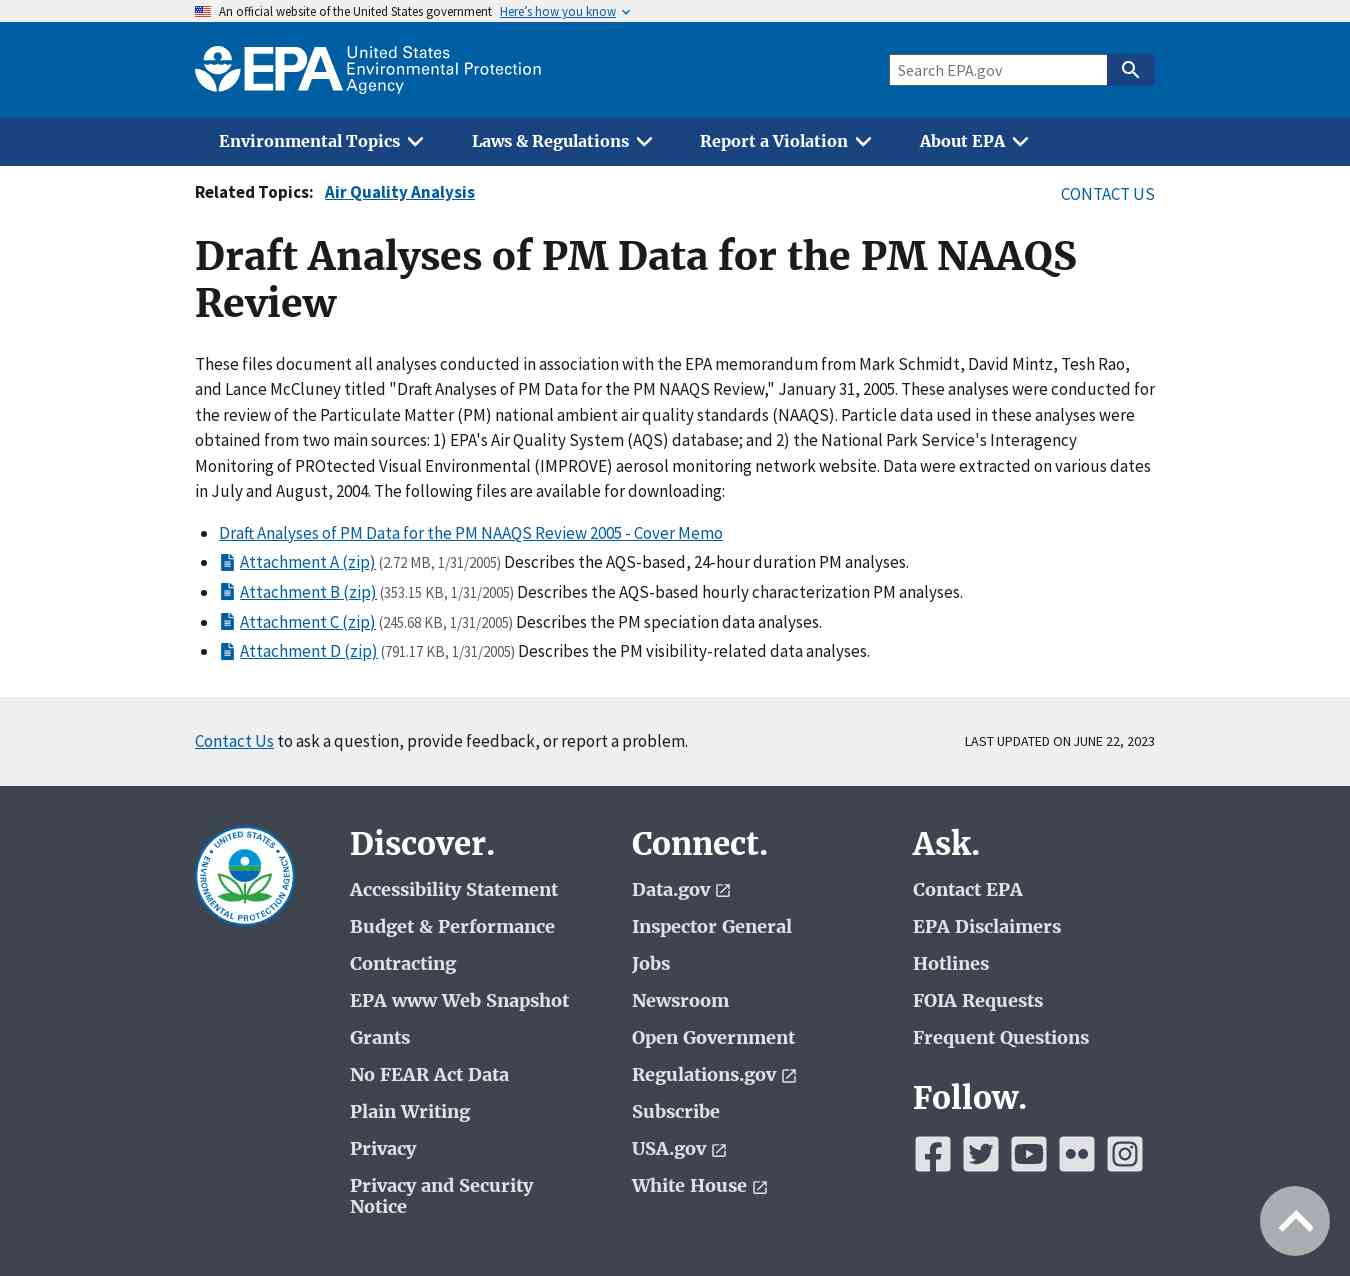 An official website of the United States government Here's how you know
EPA United States
Environmental Protection
Agency
Search EPA.gov
Environmental Topics Laws & Regulations Report a Violation About EPA
Related Topics: Air Quality Analysis CONTACT US
Draft Analyses of PM Data for the PM NAAQS
Review
These files document all analyses conducted in association with the EPA memorandum from Mark Schmidt, David Mintz, Tesh Rao,
and Lance McCluney titled "Draft Analyses of PM Data for the PM NAAQS Review," January 31, 2005. These analyses were conducted for
the review of the Particulate Matter (PM) national ambient air quality standards (NAAQS). Particle data used in these analyses were
obtained from two main sources: 1) EPA's Air Quality System (AQS) database; and 2) the National Park Service's Interagency
Monitoring of PROtected Visual Environmental (IMPROVE) aerosol monitoring network website. Data were extracted on various dates
in July and August, 2004. The following files are available for downloading:
Draft Analyses of PM Data for the PM NAAQS Review 2005 - Cover Memo
Attachment A (zip) (2.72 MB, 1/31/2005) Describes the AQS-based, 24-hour duration PM analyses.
Attachment B (zip) (353.15 KB, 1/31/2005) Describes the AQS-based hourly characterization PM analyses.
Attachment C (zip) (245.68 KB, 1/31/2005) Describes the PM speciation data analyses.
Attachment D (zip) (791.17 KB, 1/31/2005) Describes the PM visibility-related data analyses.
Contact Us to ask a question, provide feedback, or report a problem. LAST UPDATED ON JUNE 22, 2023
UNITED STATES
ENVIRONMENTAL PROTECTION AGENCY
Discover.
Accessibility Statement
Budget & Performance
Contracting
EPA www Web Snapshot
Grants
No FEAR Act Data
Plain Writing
Privacy
Privacy and Security
Notice
Connect.
Data.gov
Inspector General
Jobs
Newsroom
Open Government
Regulations.gov
Subscribe
USA.gov
White House
Ask.
Contact EPA
EPA Disclaimers
Hotlines
FOIA Requests
Frequent Questions
Follow.